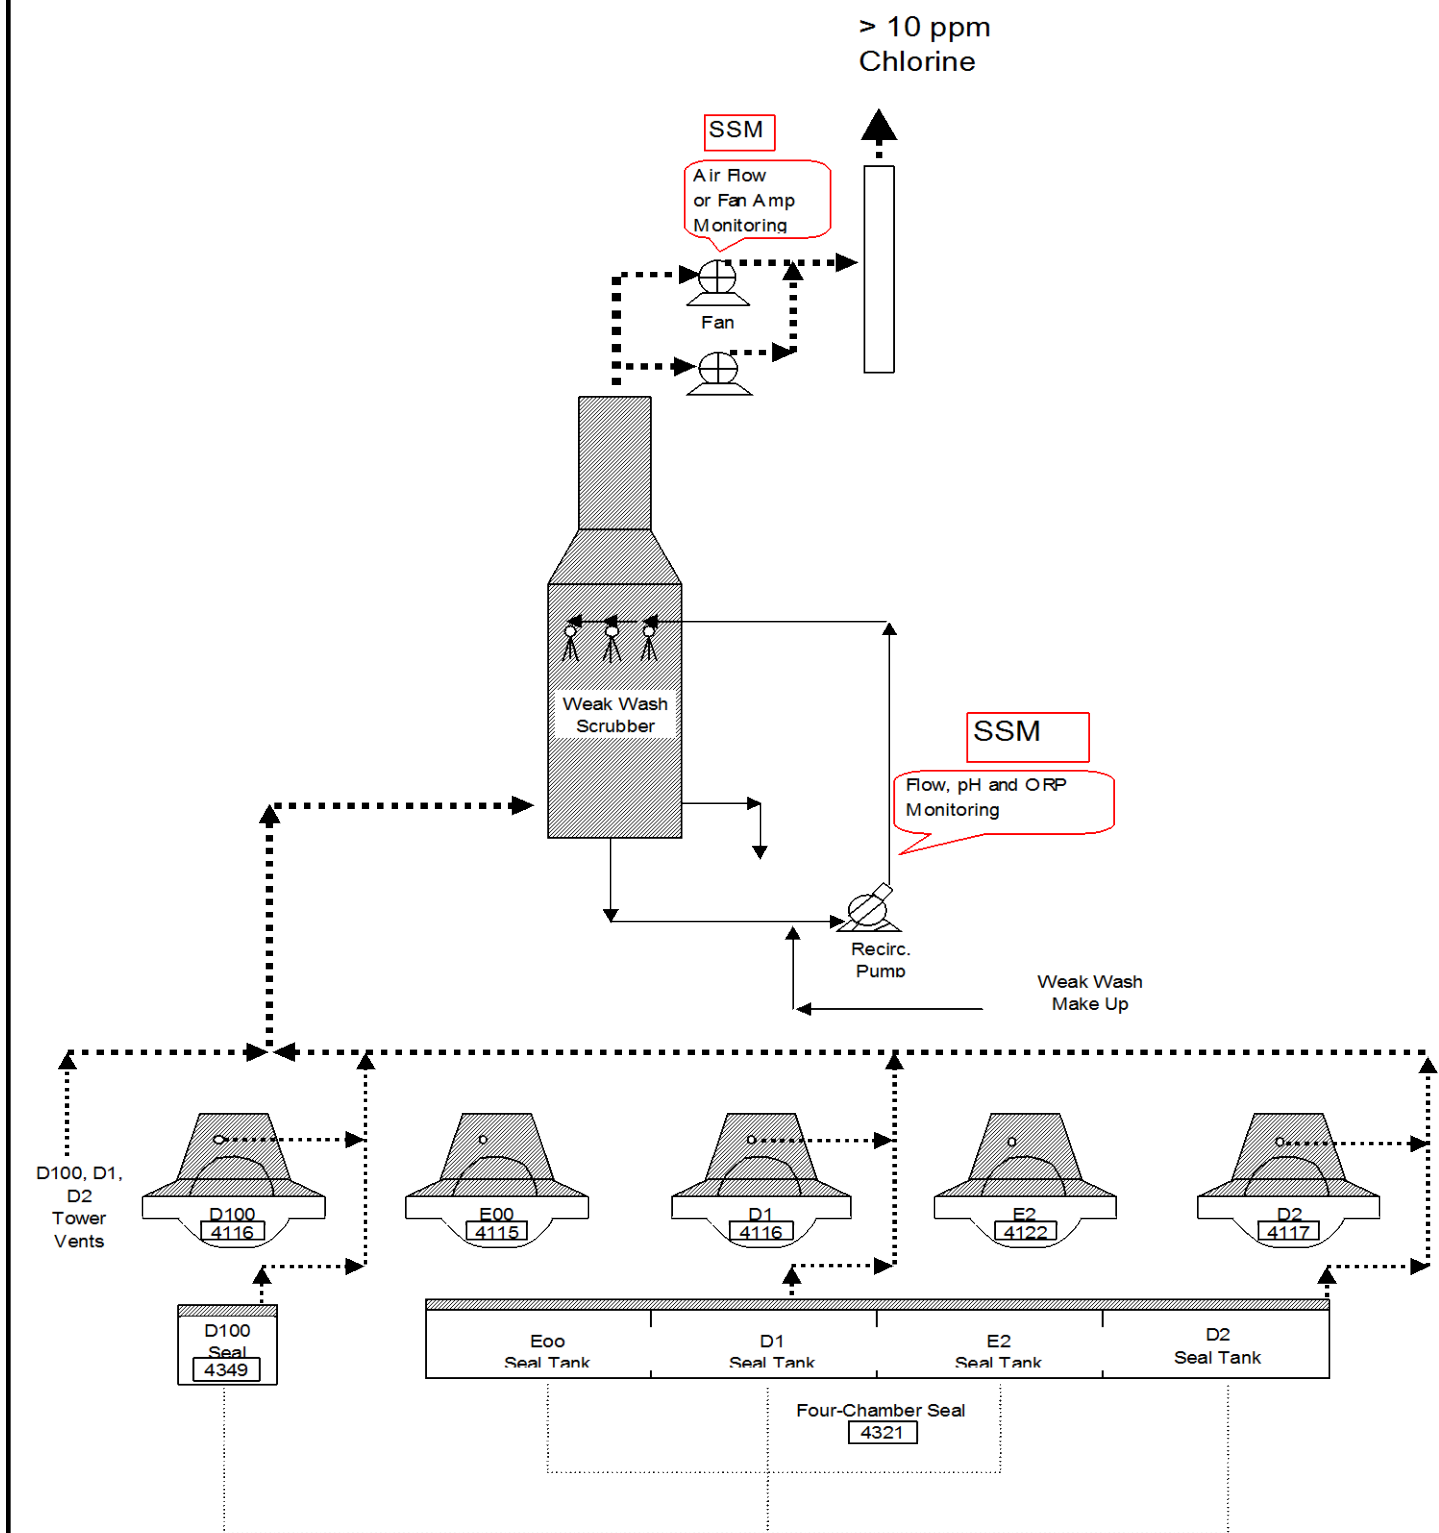 > 10 ppm
Chlorine
SSM
Air Flow
or Fan Amp
Monitoring
Fan
Weak Wash
Scrubber
SSM
Flow, pH and ORP
Monitoring
Recirc.
Pump
Weak Wash
Make Up
D100, D1,
D2
Tower
Vents
D100
4116
E00
4115
D1
4116
E2
4122
D2
4117
D100
Seal
4349
Eoo
Seal Tank
D1
Seal Tank
E2
Seal Tank
D2
Seal Tank
Four-Chamber Seal
4321